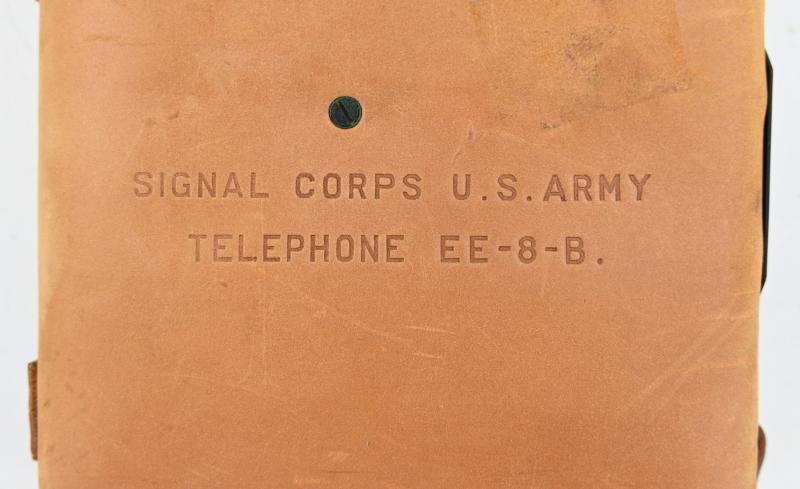 SIGNAL CORPS U.S. ARMY
TELEPHONE EE-8-B.